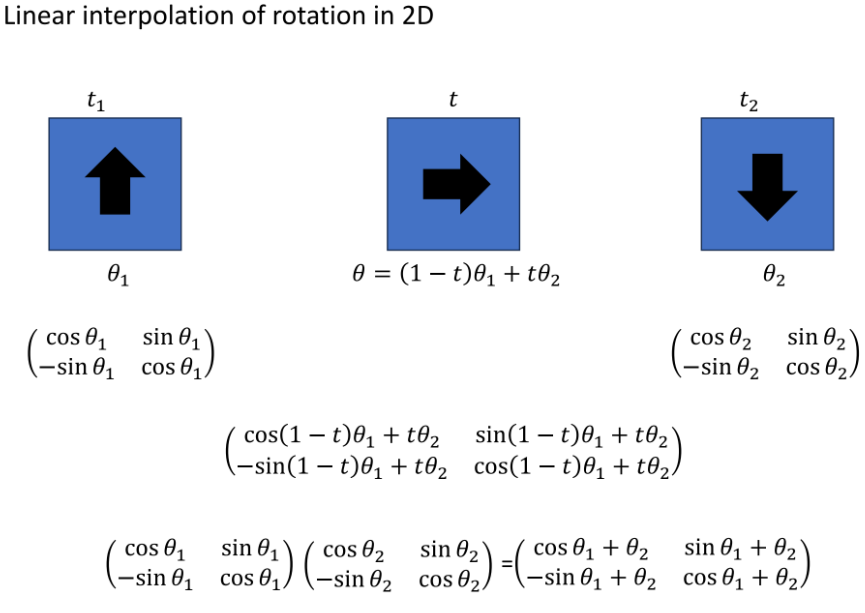 Linear interpolation of rotation in 2D
t₁ t t₂
θ₁ θ = (1 − t)θ₁ + tθ₂ θ₂
(cos θ₁ sin θ₁) (cos θ₂ sin θ₂)
(−sin θ₁ cos θ₁) (−sin θ₂ cos θ₂)
(cos(1 − t)θ₁ + tθ₂ sin(1 − t)θ₁ + tθ₂)
(−sin(1 − t)θ₁ + tθ₂ cos(1 − t)θ₁ + tθ₂)
(cos θ₁ sin θ₁) (cos θ₂ sin θ₂) = (cos θ₁ + θ₂ sin θ₁ + θ₂)
(−sin θ₁ cos θ₁) (−sin θ₂ cos θ₂) (−sin θ₁ + θ₂ cos θ₁ + θ₂)